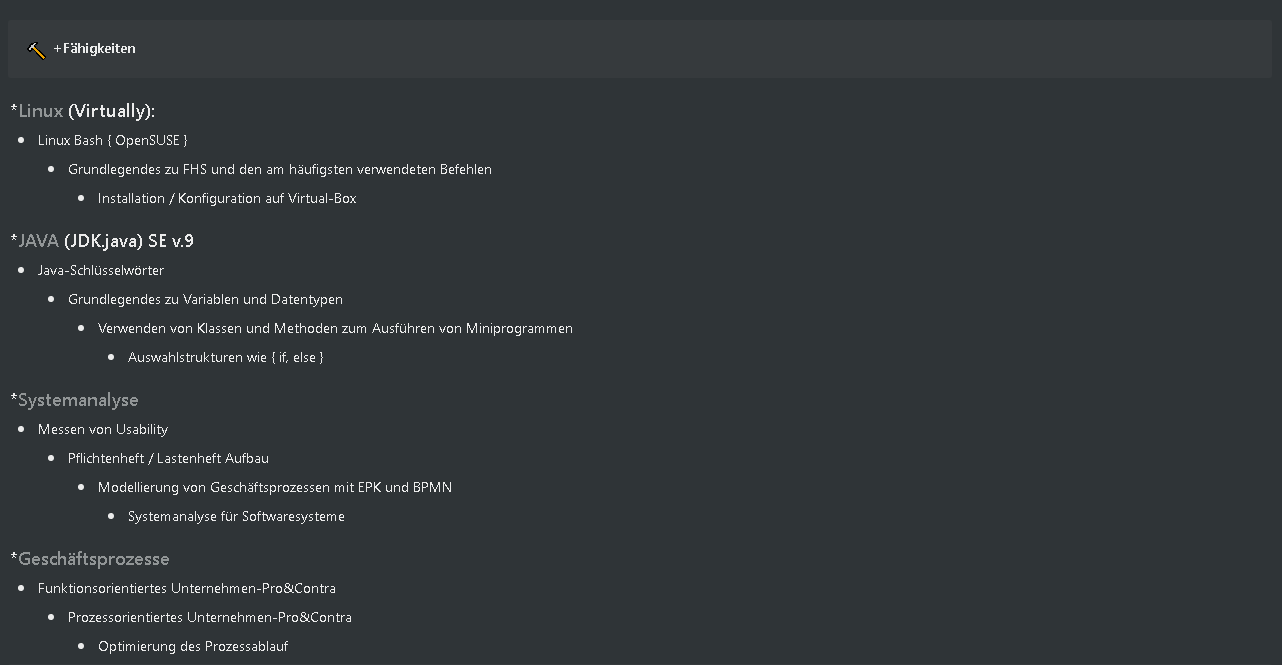 +Fähigkeiten
*Linux (Virtually):
Linux Bash { OpenSUSE }
Grundlegendes zu FHS und den am häufigsten verwendeten Befehlen
Installation / Konfiguration auf Virtual-Box
*JAVA (JDK.java) SE v.9
Java-Schlüsselwörter
Grundlegendes zu Variablen und Datentypen
Verwenden von Klassen und Methoden zum Ausführen von Miniprogrammen
Auswahlstrukturen wie { if, else }
*Systemanalyse
Messen von Usability
Pflichtenheft / Lastenheft Aufbau
Modellierung von Geschäftsprozessen mit EPK und BPMN
Systemanalyse für Softwaresysteme
*Geschäftsprozesse
Funktionsorientiertes Unternehmen-Pro&Contra
Prozessorientiertes Unternehmen-Pro&Contra
Optimierung des Prozessablauf